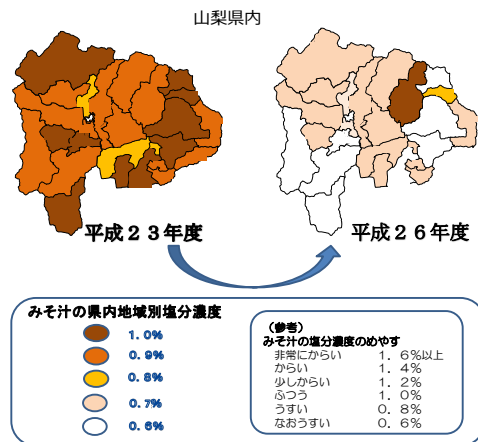 山梨県内
平成２３年度
平成２６年度
みそ汁の県内地域別塩分濃度
１.０%
０.９%
０.８%
０.７%
０.６%
（参考）
みそ汁の塩分濃度のめやす
非常にからい　１．６%以上
からい　１．４%
少しからい　１．２%
ふつう　１．０%
うすい　０．８%
なおうすい　０．６%